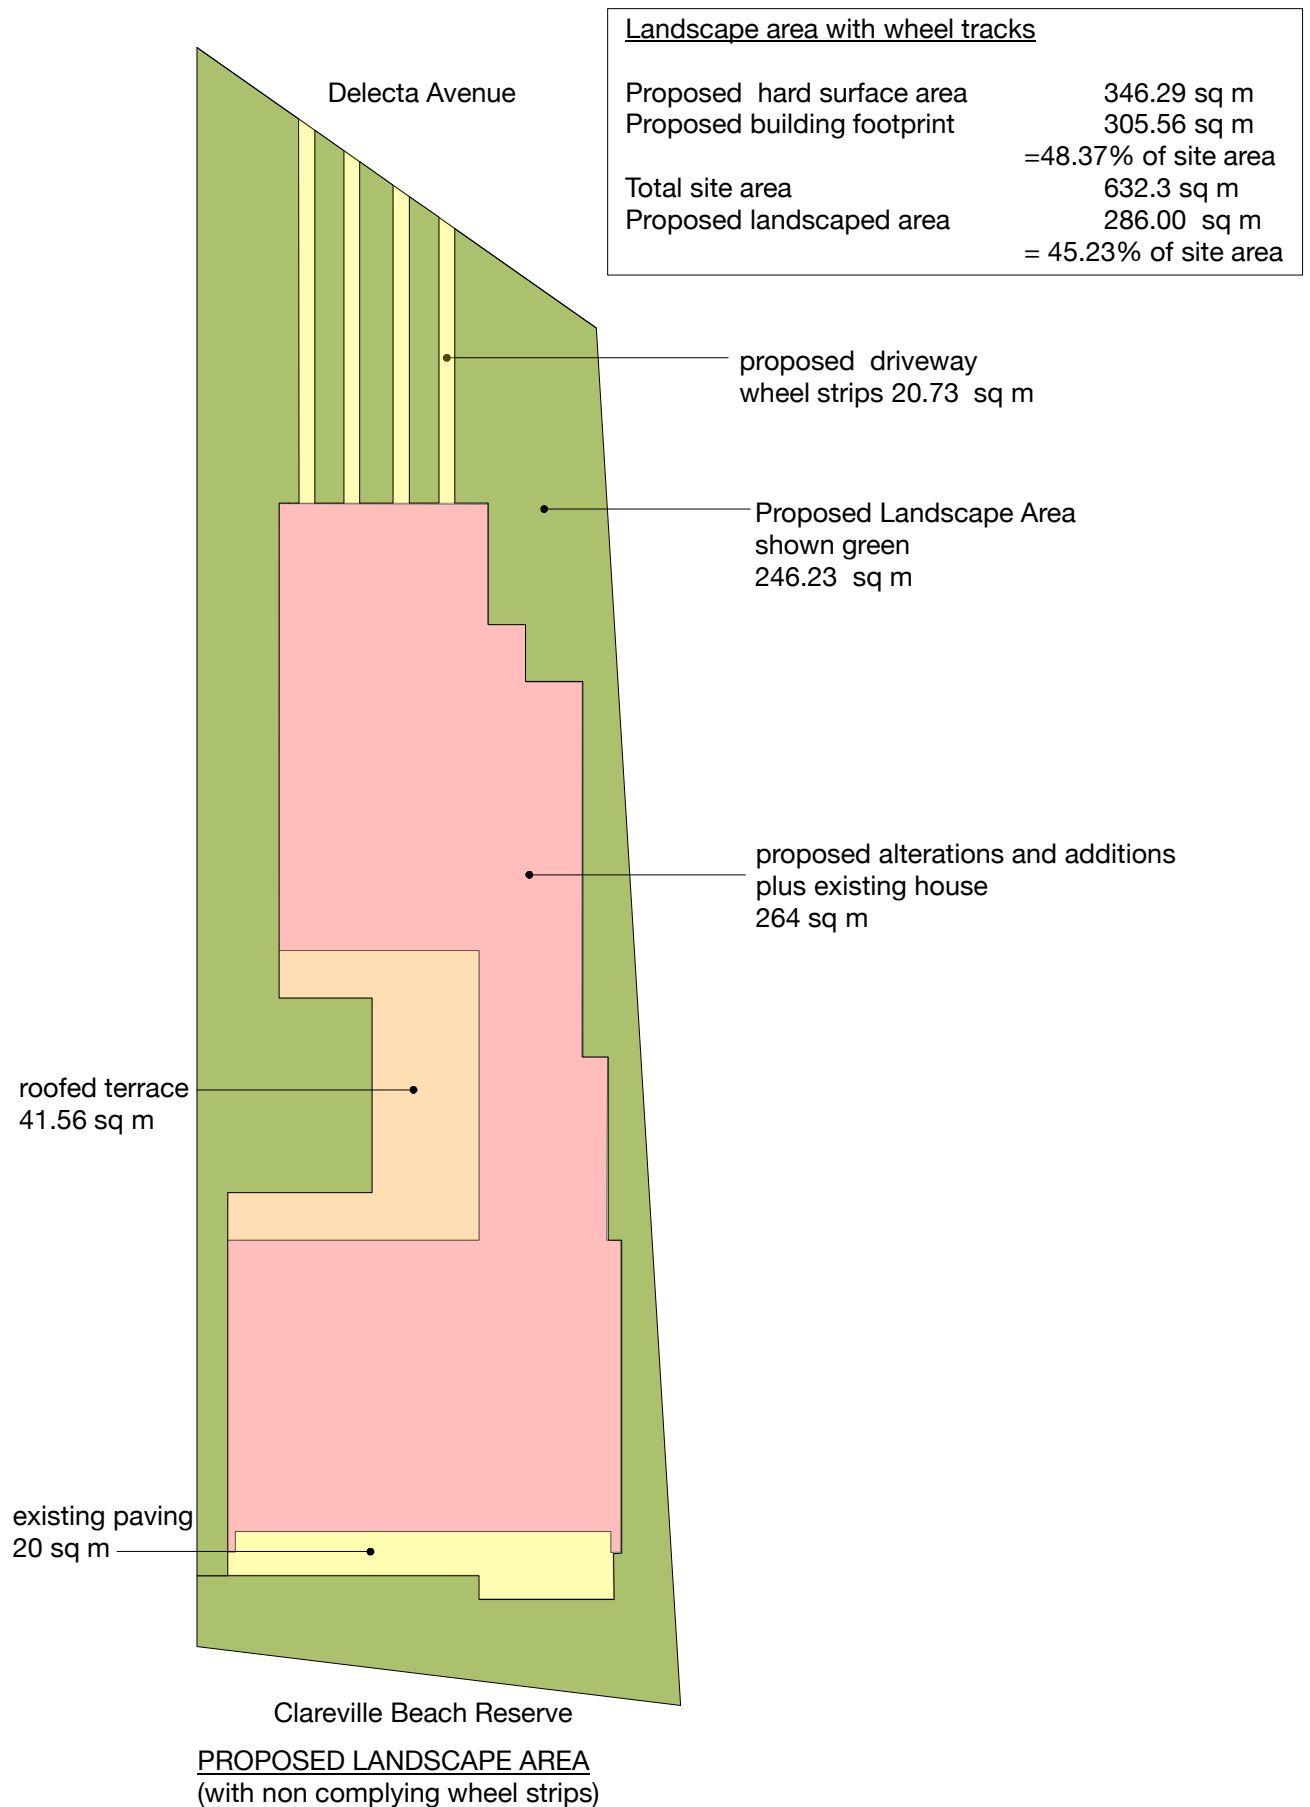 Landscape area with wheel tracks
Proposed hard surface area 346.29 sq m
Proposed building footprint 305.56 sq m
=48.37% of site area
Total site area 632.3 sq m
Proposed landscaped area 286.00 sq m
= 45.23% of site area
Delecta Avenue
proposed driveway
wheel strips 20.73 sq m
Proposed Landscape Area
shown green
246.23 sq m
proposed alterations and additions
plus existing house
264 sq m
roofed terrace
41.56 sq m
existing paving
20 sq m
Clareville Beach Reserve
PROPOSED LANDSCAPE AREA
(with non complying wheel strips)